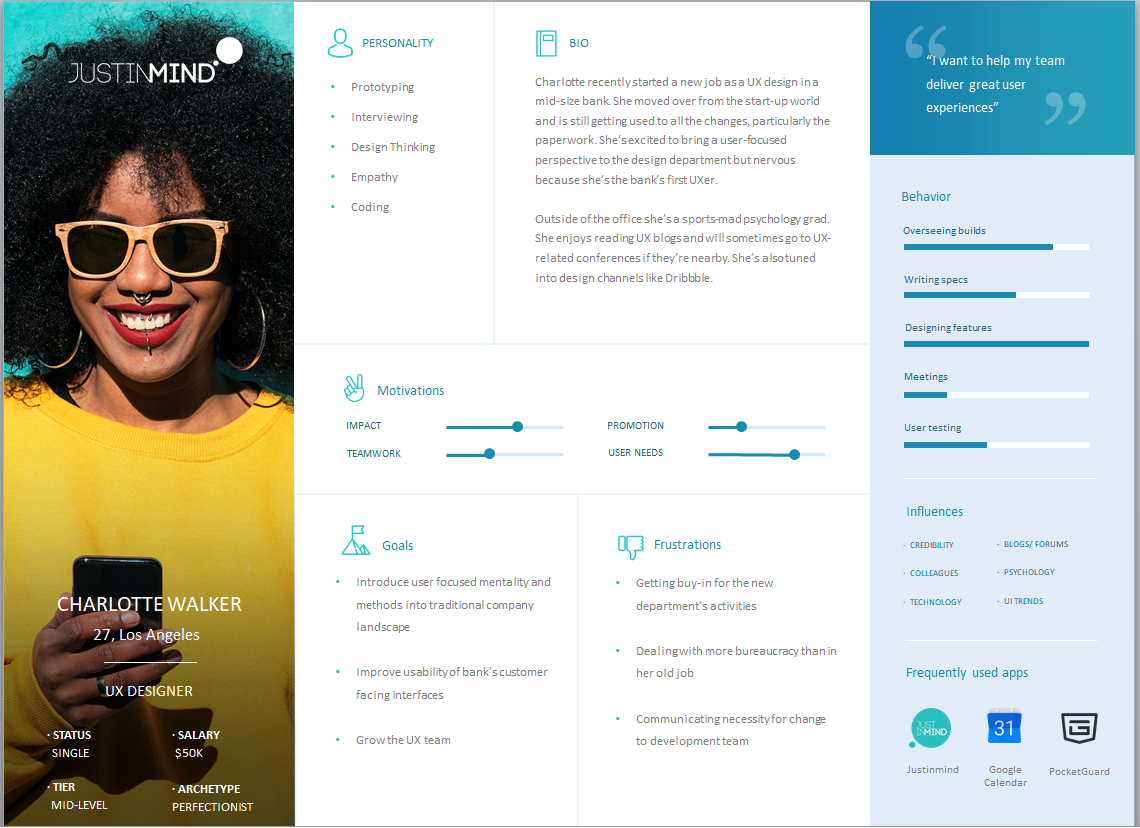 JUSTINMIND
CHARLOTTE WALKER
27, Los Angeles
UX DESIGNER
· STATUS
SINGLE
· SALARY
$50K
· TIER
MID-LEVEL
· ARCHETYPE
PERFECTIONIST
PERSONALITY
• Prototyping
• Interviewing
• Design Thinking
• Empathy
• Coding
BIO
Charlotte recently started a new job as a UX design in a
mid-size bank. She moved over from the start-up world
and is still getting used to all the changes, particularly the
paperwork. She's excited to bring a user-focused
perspective to the design department but nervous
because she's the bank's first UXer.
Outside of the office she's a sports-mad psychology grad.
She enjoys reading UX blogs and will sometimes go to UX-
related conferences if they're nearby. She's also tuned
into design channels like Dribbble.
Motivations
IMPACT
TEAMWORK
PROMOTION
USER NEEDS
Goals
• Introduce user focused mentality and
methods into traditional company
landscape
• Improve usability of bank's customer
facing interfaces
• Grow the UX team
Frustrations
• Getting buy-in for the new
department's activities
• Dealing with more bureaucracy than in
her old job
• Communicating necessity for change
to development team
“I want to help my team
deliver great user
experiences”
Behavior
Overseeing builds
Writing specs
Designing features
Meetings
User testing
Influences
· CREDIBILITY
· COLLEAGUES
· TECHNOLOGY
· BLOGS/ FORUMS
· PSYCHOLOGY
· UI TRENDS
Frequently used apps
JUSTINMIND
31
Justinmind
Google
Calendar
PocketGuard